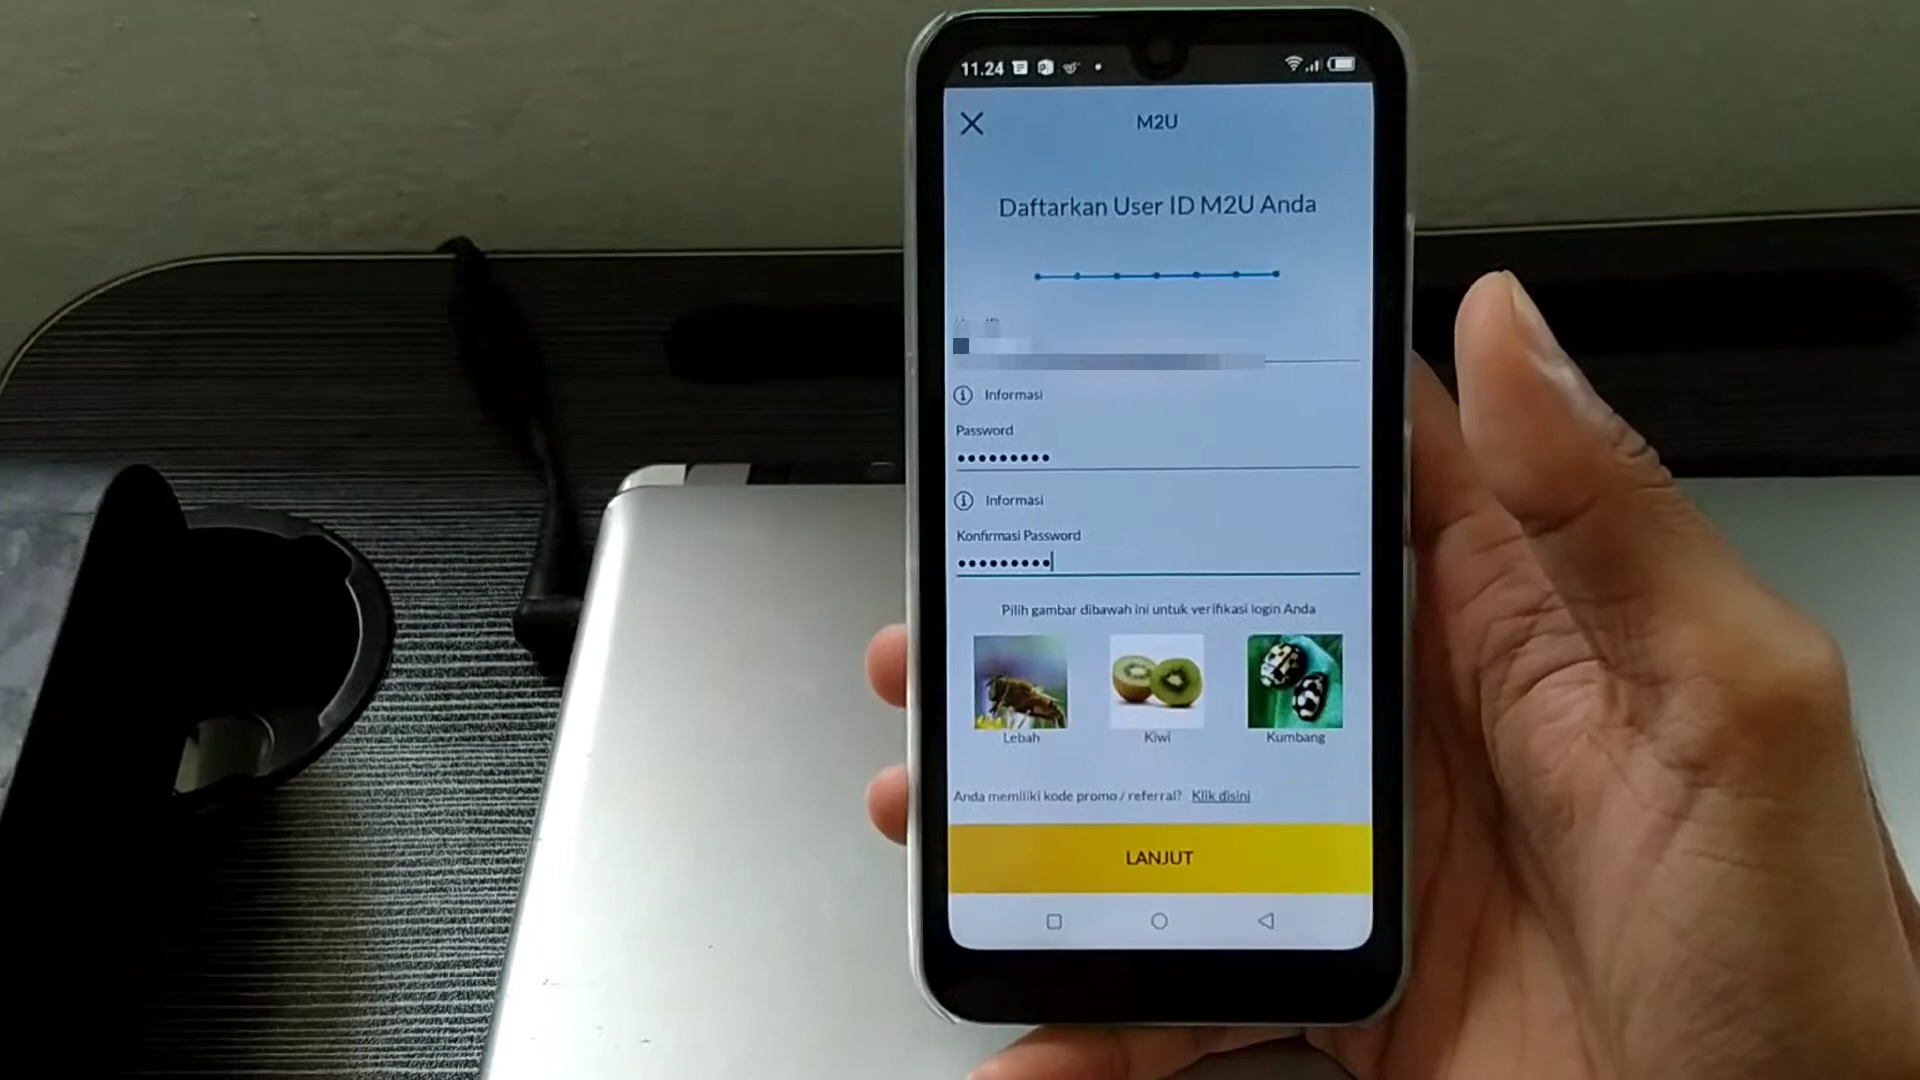 11.24
M2U
Daftarkan User ID M2U Anda
Informasi
Password
•••••••••
Informasi
Konfirmasi Password
•••••••••
Pilih gambar dibawah ini untuk verifikasi login Anda
Lebah Kiwi Kumbang
Anda memiliki kode promo / referral? Klik disini
LANJUT